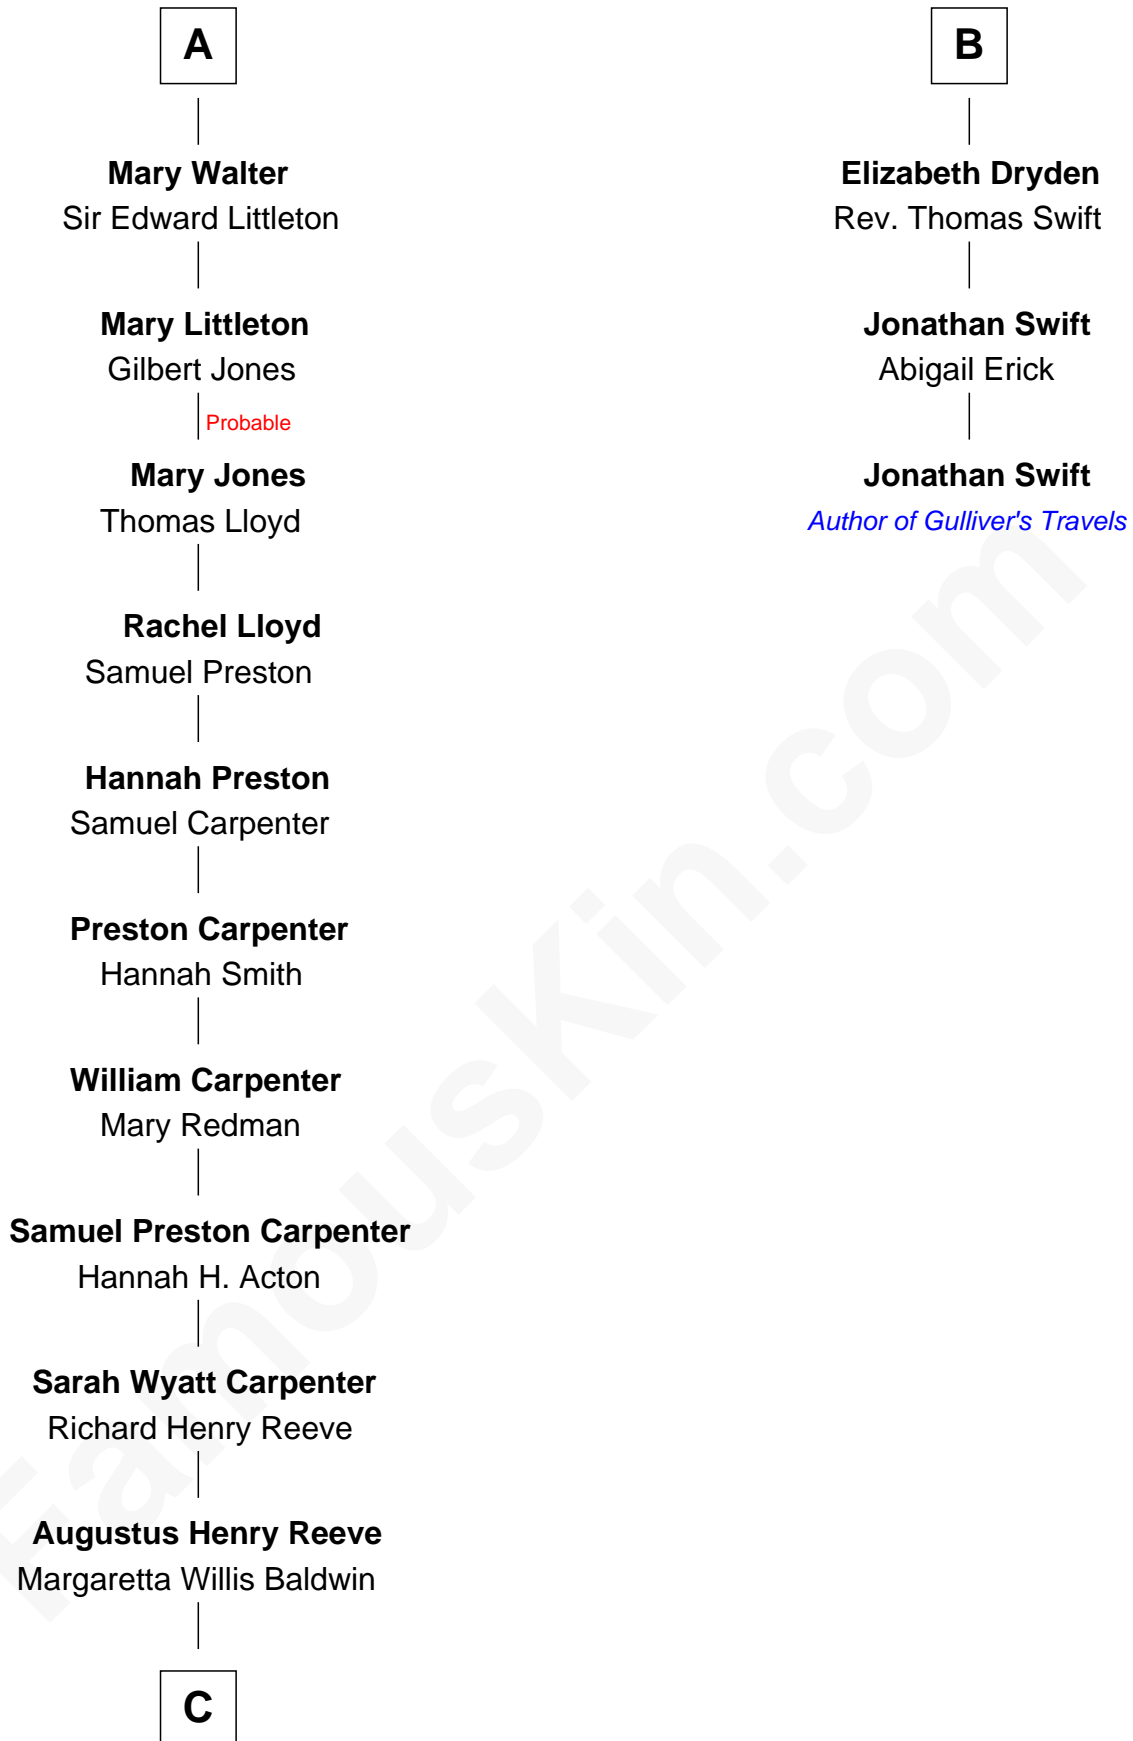 A
Mary Walter
Sir Edward Littleton
Mary Littleton
Gilbert Jones
Probable
Mary Jones
Thomas Lloyd
Rachel Lloyd
Samuel Preston
Hannah Preston
Samuel Carpenter
Preston Carpenter
Hannah Smith
William Carpenter
Mary Redman
Samuel Preston Carpenter
Hannah H. Acton
Sarah Wyatt Carpenter
Richard Henry Reeve
Augustus Henry Reeve
Margaretta Willis Baldwin
C
B
Elizabeth Dryden
Rev. Thomas Swift
Jonathan Swift
Abigail Erick
Jonathan Swift
Author of Gulliver's Travels
FamousKin.com